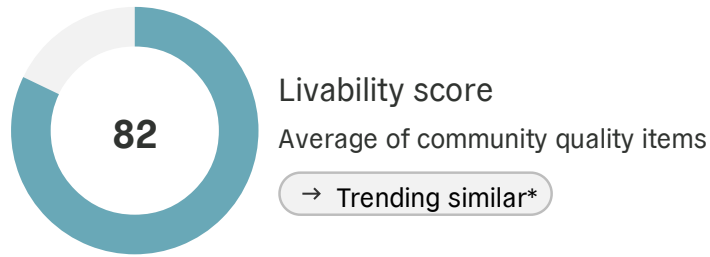 82
Livability score
Average of community quality items
→ Trending similar*